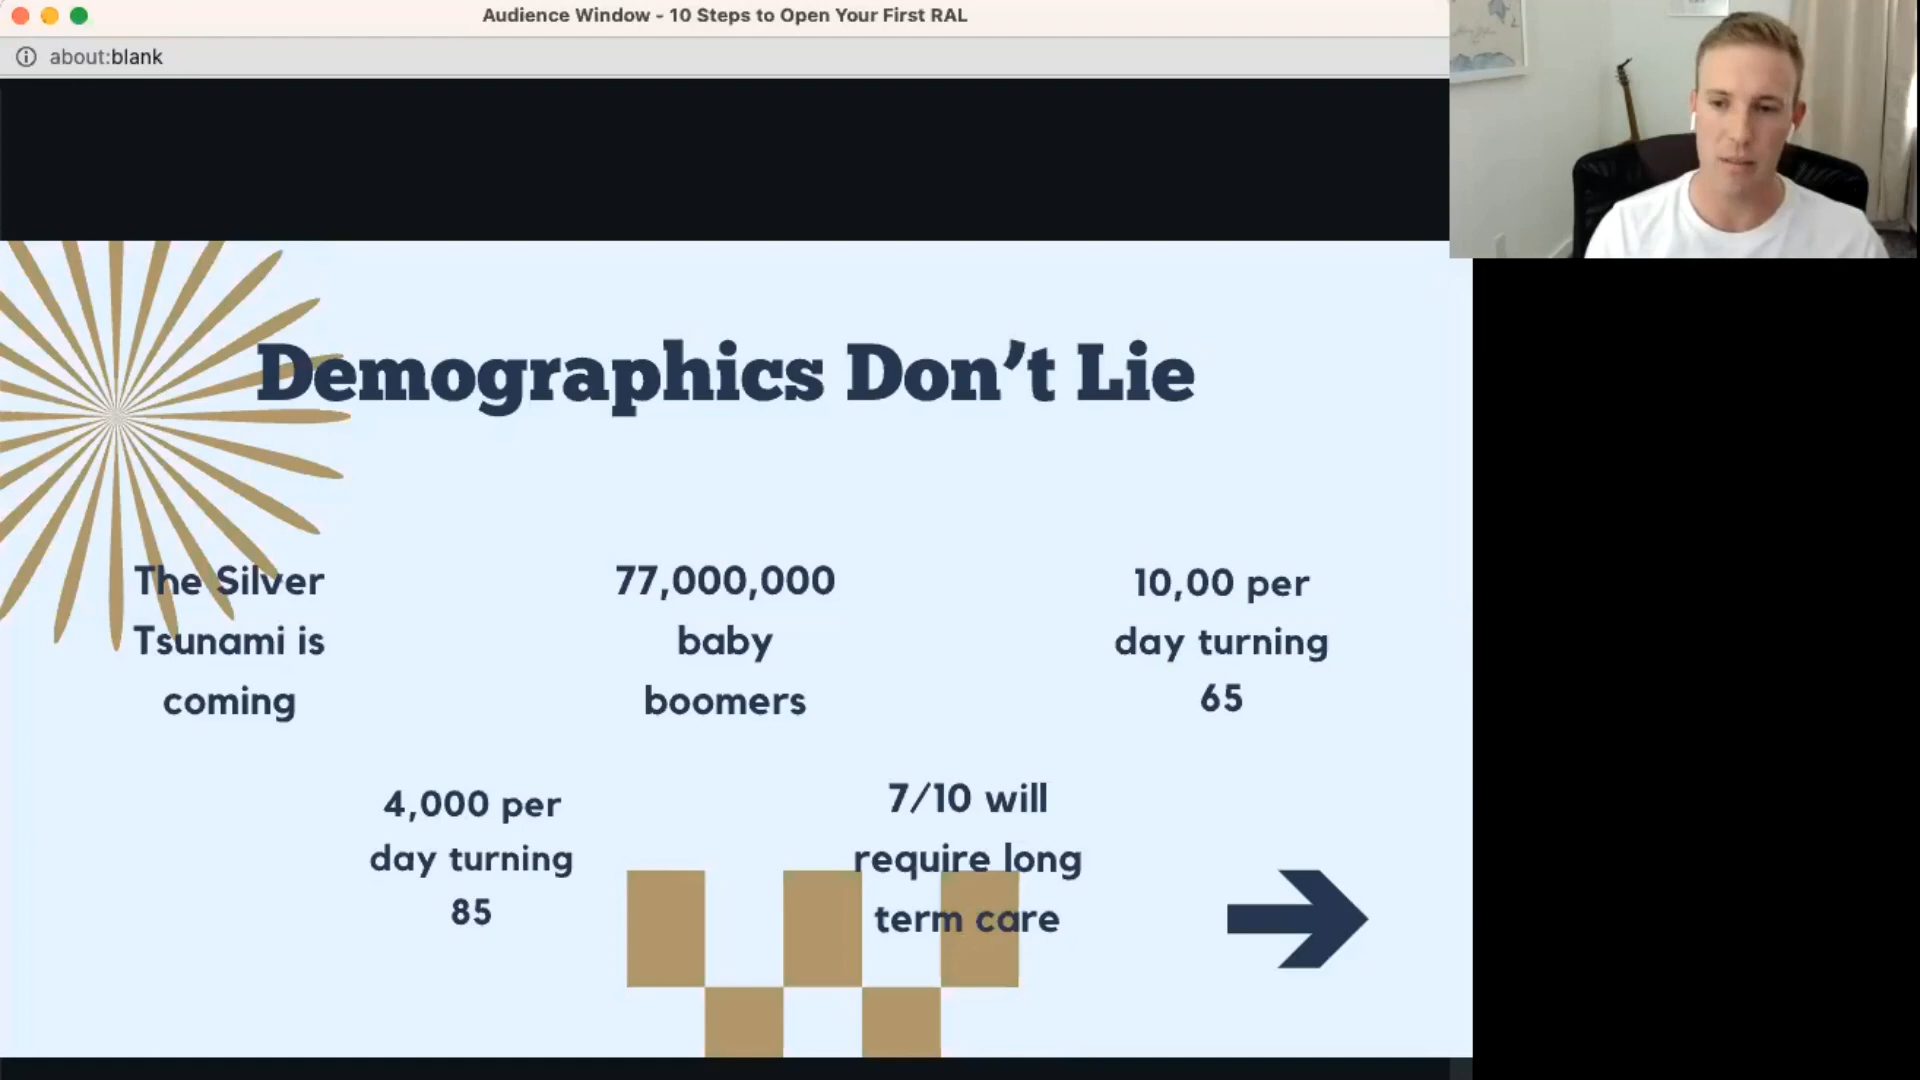 Audience Window - 10 Steps to Open Your First RAL
about:blank
Demographics Don’t Lie
The Silver
Tsunami is
coming
77,000,000
baby
boomers
10,00 per
day turning
65
4,000 per
day turning
85
7/10 will
require long
term care